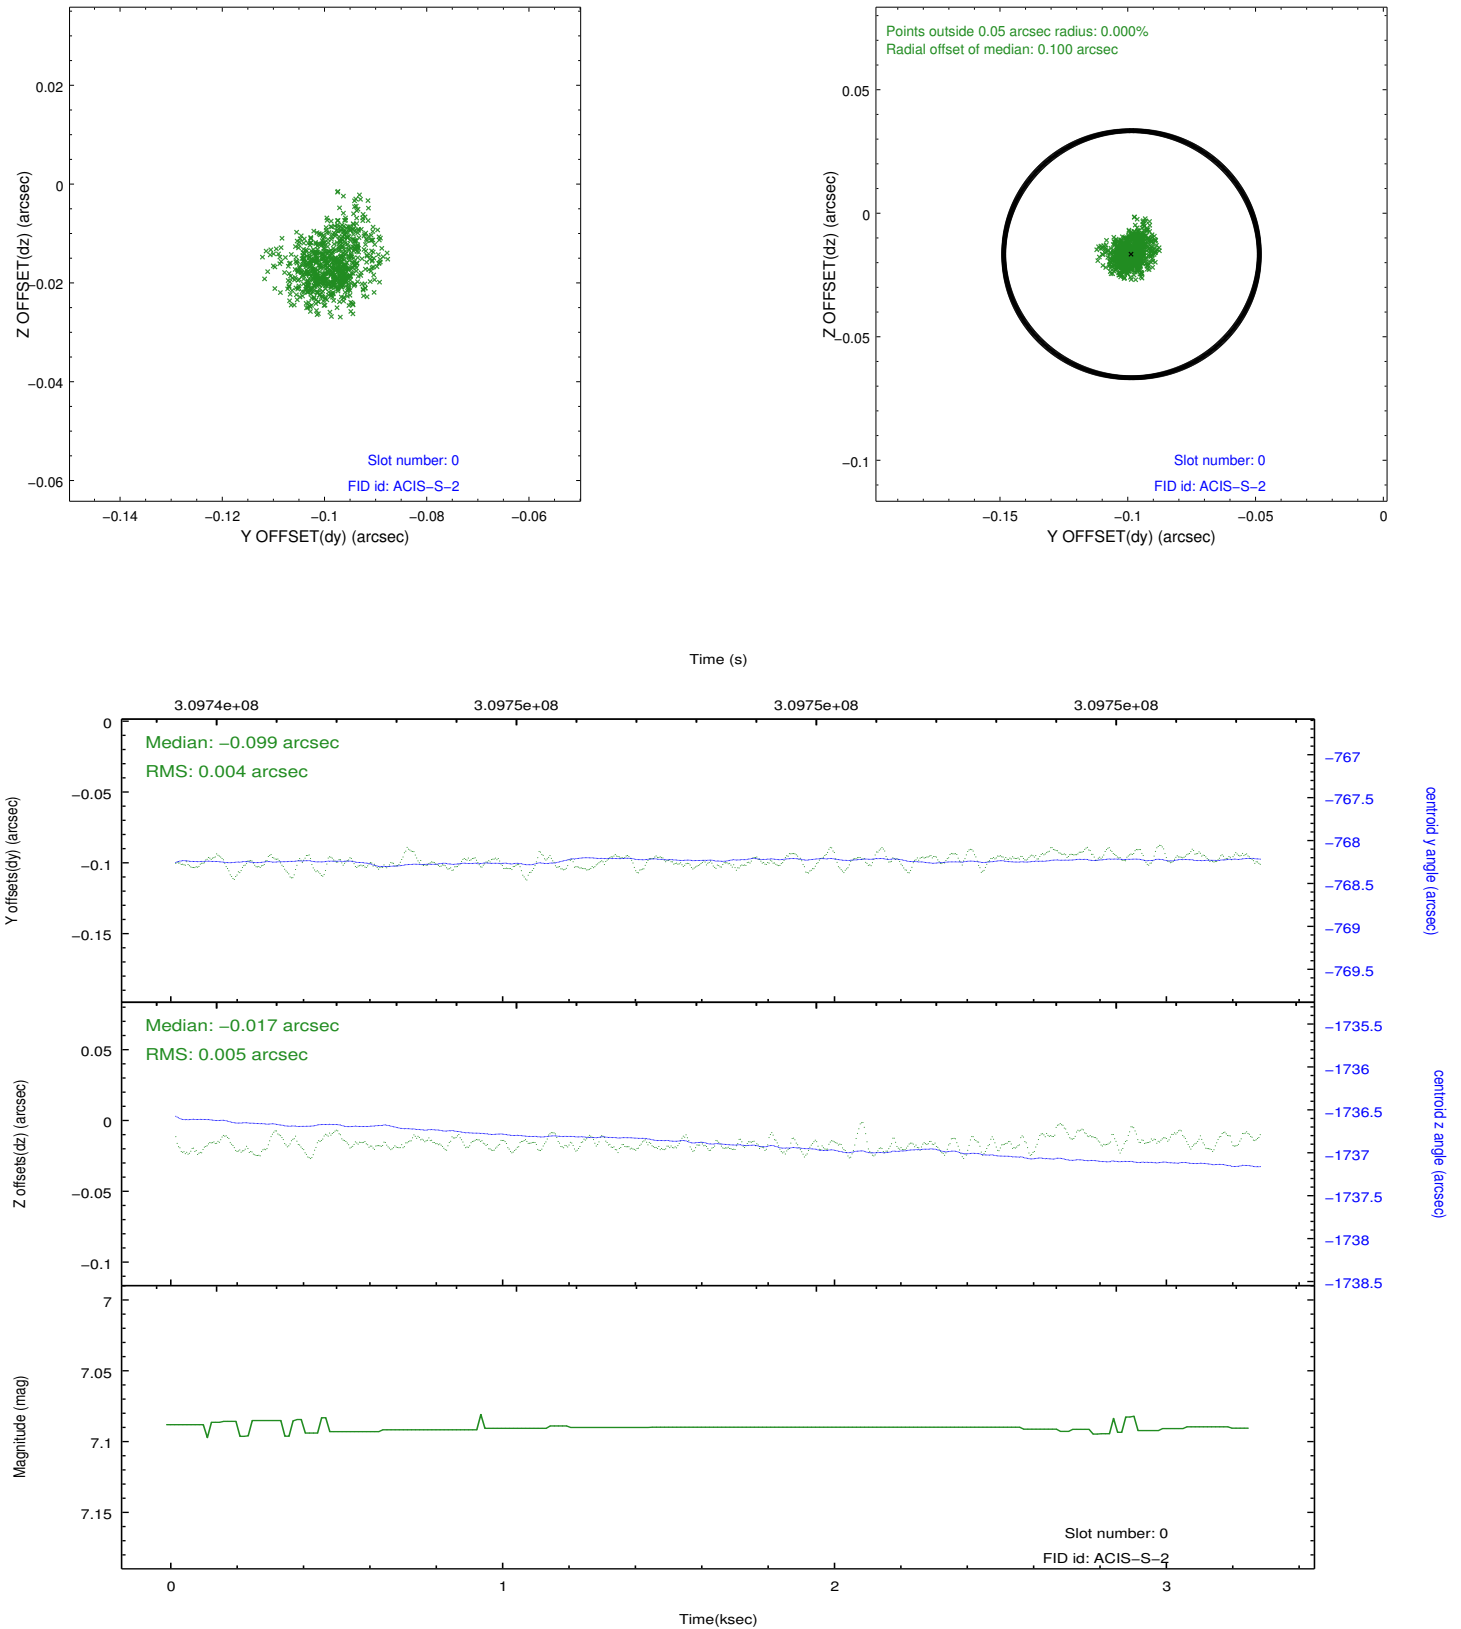 0.02
0
−0.02
−0.04
−0.06
Z OFFSET(dz) (arcsec)
Slot number: 0
FID id: ACIS−S−2
−0.14 −0.12 −0.1 −0.08 −0.06
Y OFFSET(dy) (arcsec)
Points outside 0.05 arcsec radius: 0.000%
Radial offset of median: 0.100 arcsec
0.05
0
−0.05
−0.1
Z OFFSET(dz) (arcsec)
Slot number: 0
FID id: ACIS−S−2
−0.15 −0.1 −0.05 0
Y OFFSET(dy) (arcsec)
Time (s)
3.0974e+08 3.0975e+08 3.0975e+08 3.0975e+08
Median: −0.099 arcsec
RMS: 0.004 arcsec
0
−0.05
−0.1
−0.15
Y offsets(dy) (arcsec)
−767
−767.5
−768
−768.5
−769
−769.5
centroid y angle (arcsec)
Median: −0.017 arcsec
RMS: 0.005 arcsec
0.05
0
−0.05
−0.1
Z offsets(dz) (arcsec)
−1735.5
−1736
−1736.5
−1737
−1737.5
−1738
−1738.5
centroid z angle (arcsec)
7
7.05
7.1
7.15
Magnitude (mag)
Slot number: 0
FID id: ACIS−S−2
0 1 2 3
Time(ksec)